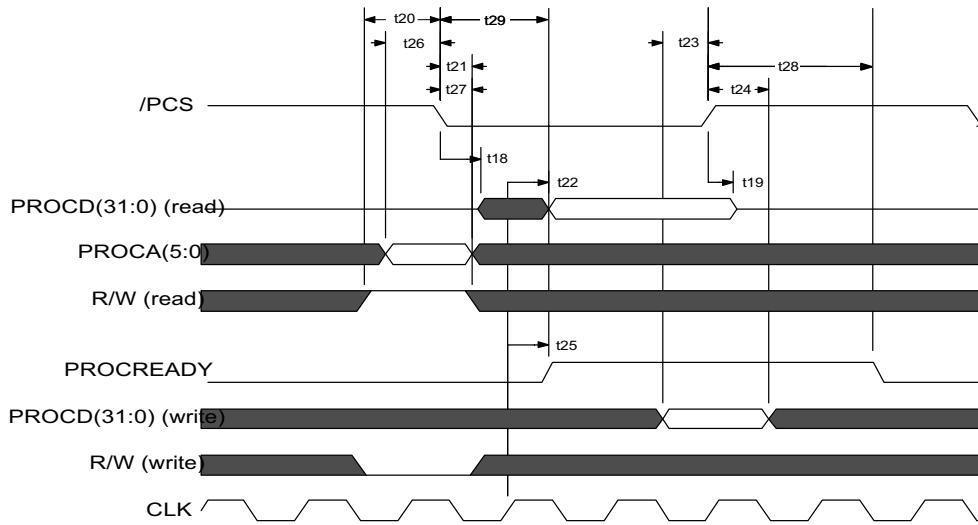 t20
t29
t26
t23
t21
t28
t27
t24
/PCS
t18
t22
t19
PROCD(31:0) (read)
PROCA(5:0)
R/W (read)
t25
PROCREADY
PROCD(31:0) (write)
R/W (write)
CLK